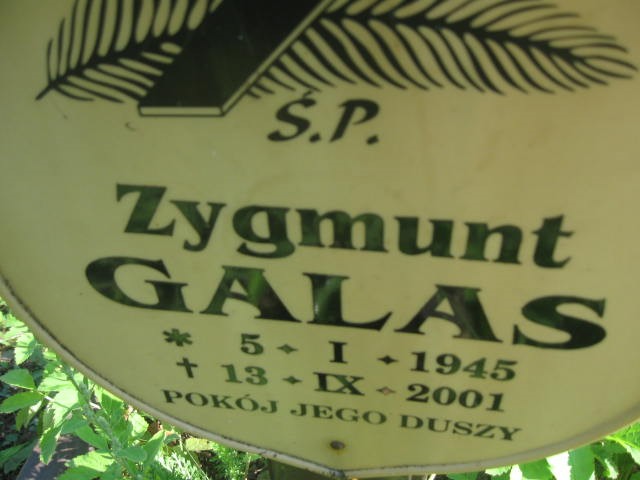 Ś.P.
Zygmunt
GALAS
* 5 • I • 1945
† 13 • IX • 2001
POKÓJ JEGO DUSZY